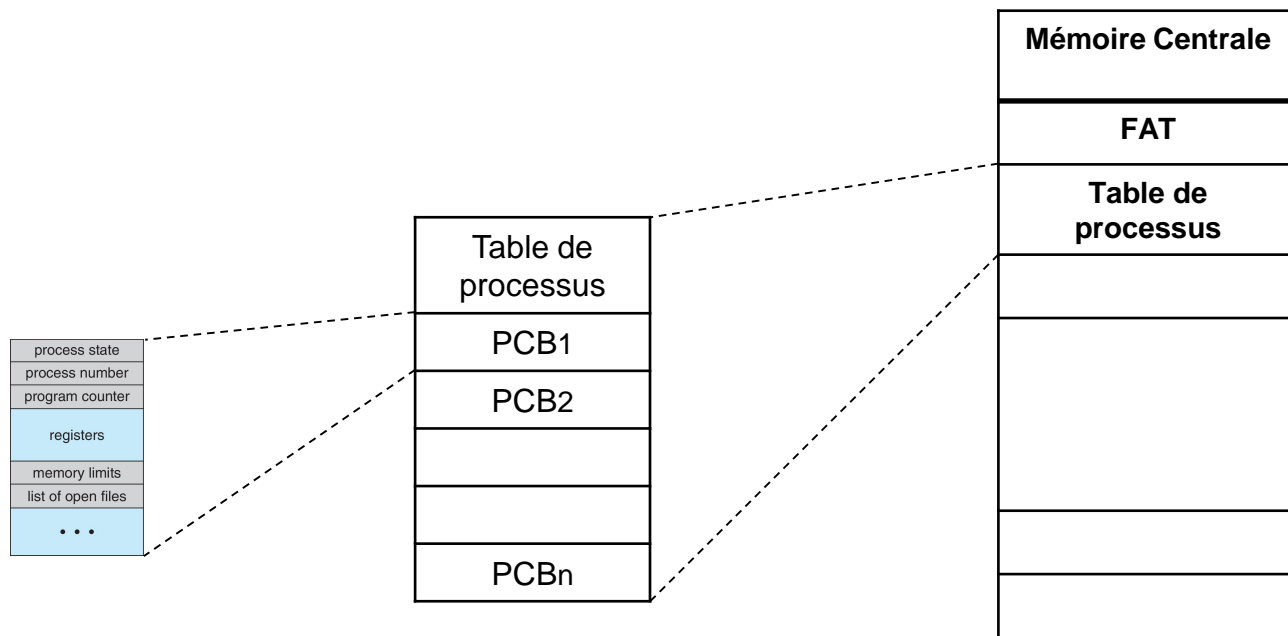 Mémoire Centrale
FAT
Table de
processus
Table de
processus
PCB1
PCB2
PCBn
process state
process number
program counter
registers
memory limits
list of open files
• • •